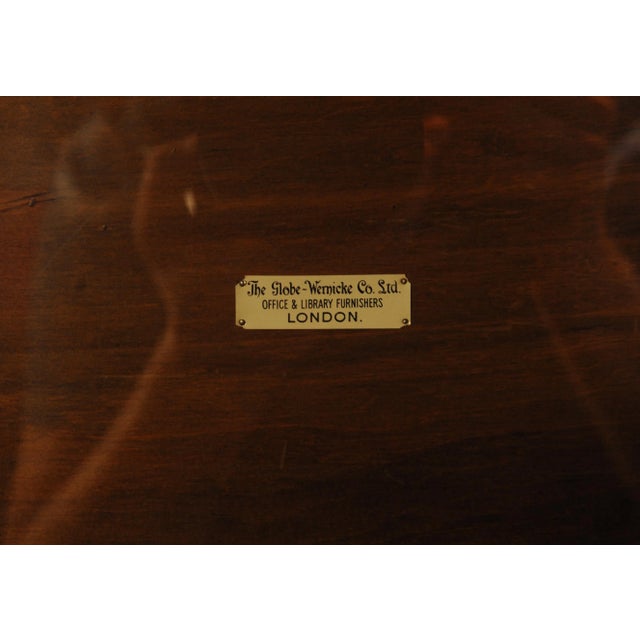 The Globe-Wernicke Co. Ltd.
OFFICE & LIBRARY FURNISHERS
LONDON.